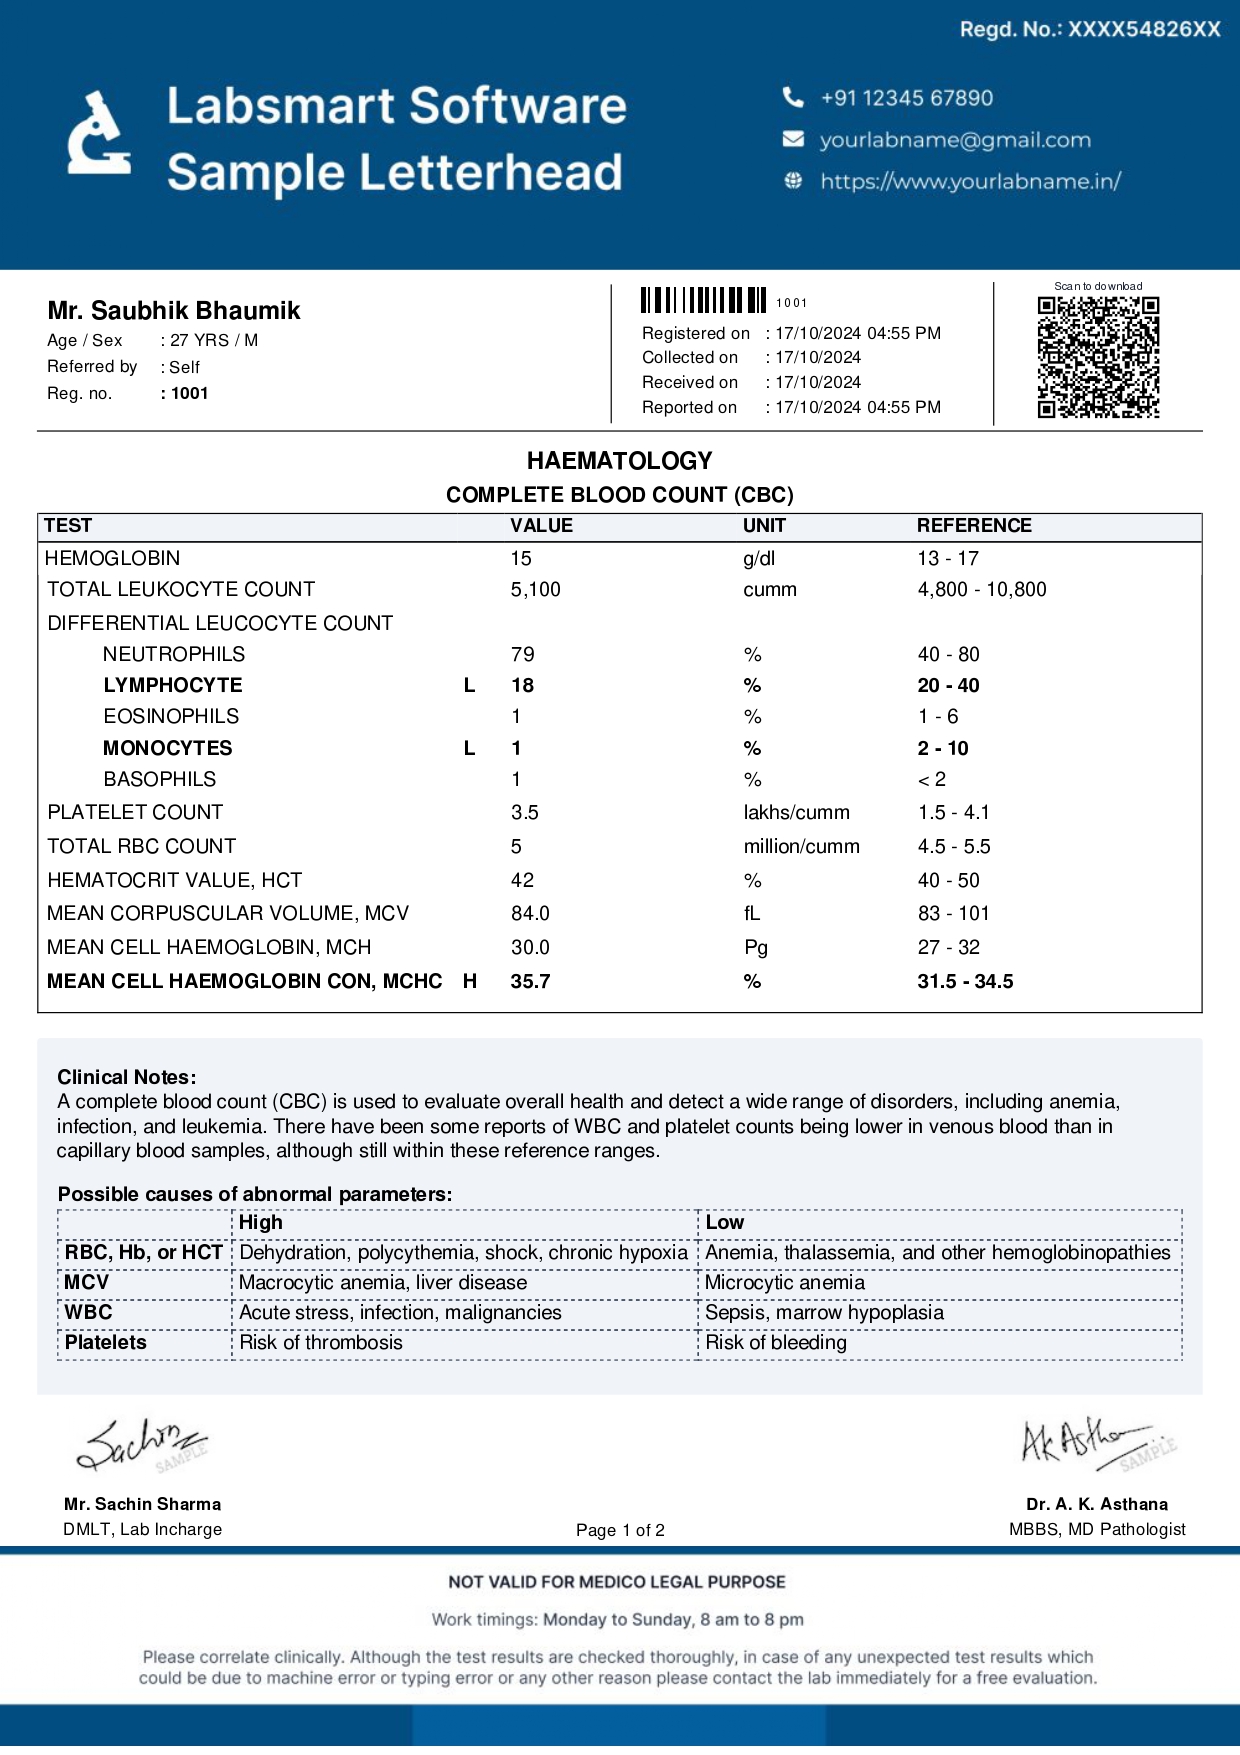 Regd. No.: XXXX54826XX
Labsmart Software
Sample Letterhead
+91 12345 67890
yourlabname@gmail.com
https://www.yourlabname.in/
Mr. Saubhik Bhaumik
Age / Sex : 27 YRS / M
Referred by : Self
Reg. no. : 1001
1001
Registered on : 17/10/2024 04:55 PM
Collected on : 17/10/2024
Received on : 17/10/2024
Reported on : 17/10/2024 04:55 PM
Scan to download
HAEMATOLOGY
COMPLETE BLOOD COUNT (CBC)
TEST VALUE UNIT REFERENCE
HEMOGLOBIN 15 g/dl 13 - 17
TOTAL LEUKOCYTE COUNT 5,100 cumm 4,800 - 10,800
DIFFERENTIAL LEUCOCYTE COUNT
NEUTROPHILS 79 % 40 - 80
LYMPHOCYTE L 18 % 20 - 40
EOSINOPHILS 1 % 1 - 6
MONOCYTES L 1 % 2 - 10
BASOPHILS 1 % < 2
PLATELET COUNT 3.5 lakhs/cumm 1.5 - 4.1
TOTAL RBC COUNT 5 million/cumm 4.5 - 5.5
HEMATOCRIT VALUE, HCT 42 % 40 - 50
MEAN CORPUSCULAR VOLUME, MCV 84.0 fL 83 - 101
MEAN CELL HAEMOGLOBIN, MCH 30.0 Pg 27 - 32
MEAN CELL HAEMOGLOBIN CON, MCHC H 35.7 % 31.5 - 34.5
Clinical Notes:
A complete blood count (CBC) is used to evaluate overall health and detect a wide range of disorders, including anemia,
infection, and leukemia. There have been some reports of WBC and platelet counts being lower in venous blood than in
capillary blood samples, although still within these reference ranges.
Possible causes of abnormal parameters:
High Low
RBC, Hb, or HCT Dehydration, polycythemia, shock, chronic hypoxia Anemia, thalassemia, and other hemoglobinopathies
MCV Macrocytic anemia, liver disease Microcytic anemia
WBC Acute stress, infection, malignancies Sepsis, marrow hypoplasia
Platelets Risk of thrombosis Risk of bleeding
Sachin
SAMPLE
Ak Astha
SAMPLE
Mr. Sachin Sharma
DMLT, Lab Incharge
Page 1 of 2
Dr. A. K. Asthana
MBBS, MD Pathologist
NOT VALID FOR MEDICO LEGAL PURPOSE
Work timings: Monday to Sunday, 8 am to 8 pm
Please correlate clinically. Although the test results are checked thoroughly, in case of any unexpected test results which
could be due to machine error or typing error or any other reason please contact the lab immediately for a free evaluation.